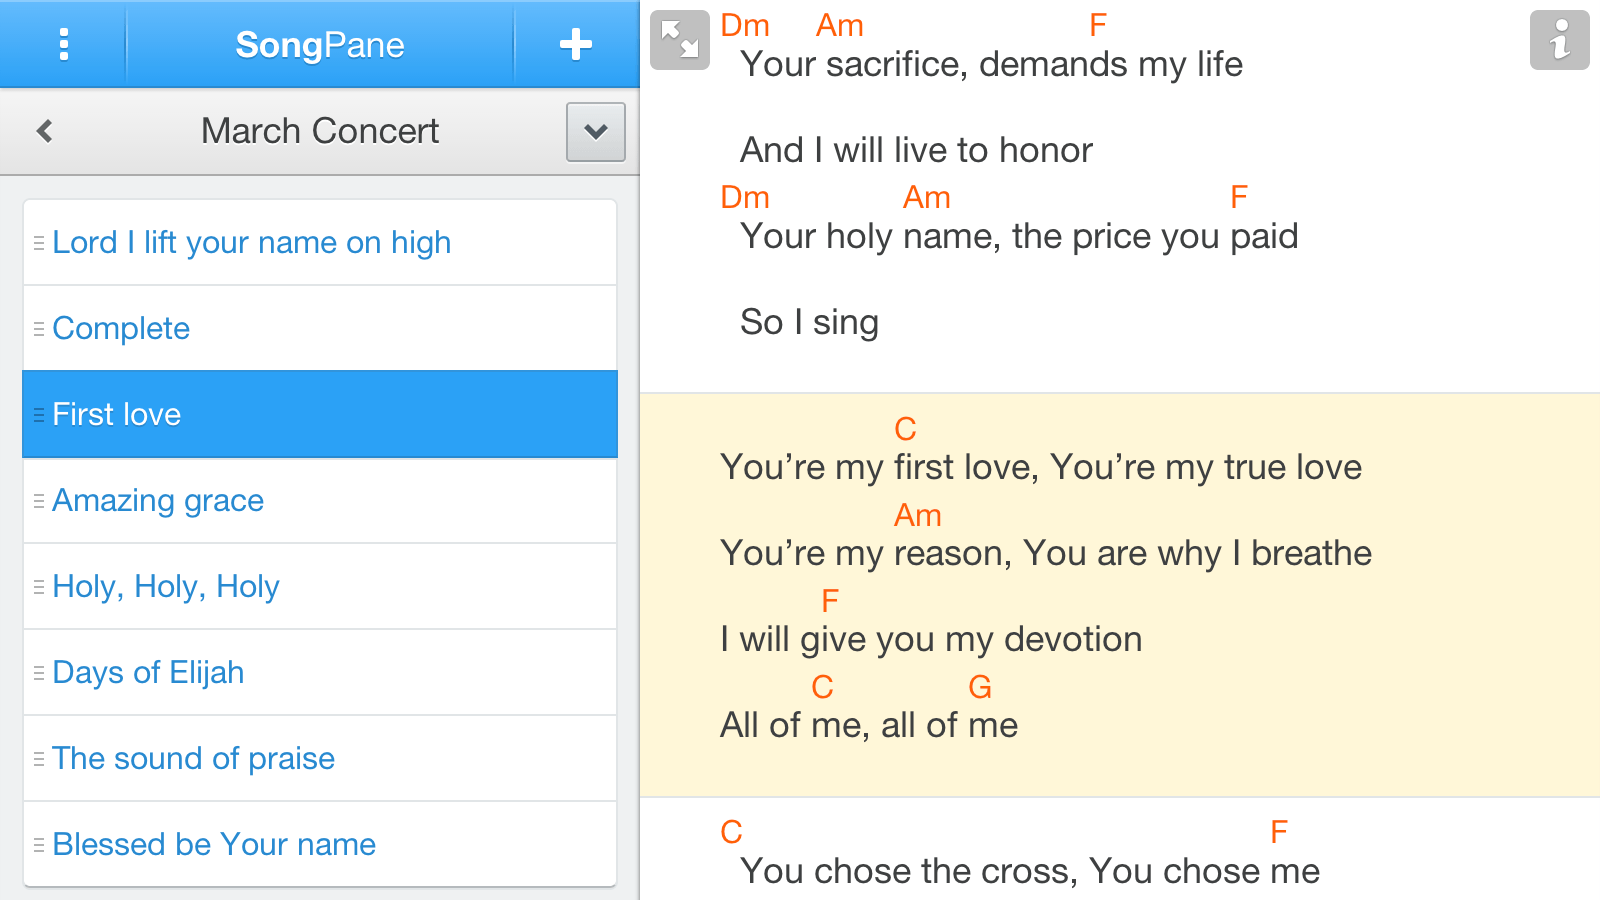 SongPane
March Concert
Lord I lift your name on high
Complete
First love
Amazing grace
Holy, Holy, Holy
Days of Elijah
The sound of praise
Blessed be Your name
Dm Am F
Your sacrifice, demands my life
And I will live to honor
Dm Am F
Your holy name, the price you paid
So I sing
C
You’re my first love, You’re my true love
Am
You’re my reason, You are why I breathe
F
I will give you my devotion
C G
All of me, all of me
C F
You chose the cross, You chose me